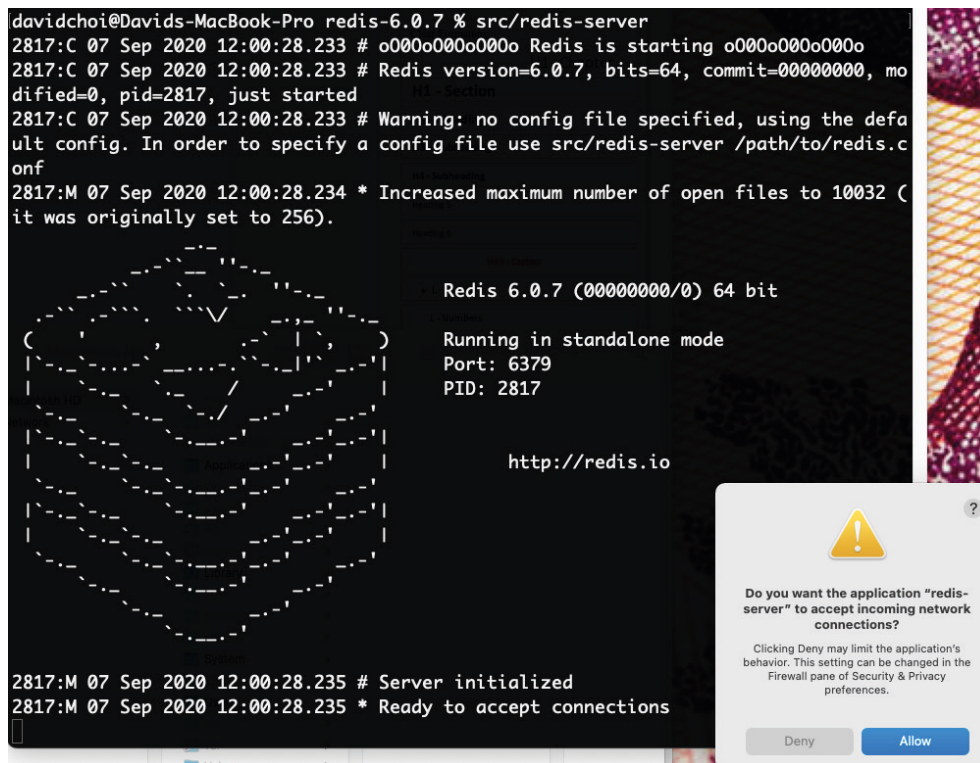 [davidchoi@Davids-MacBook-Pro redis-6.0.7 % src/redis-server ]
2817:C 07 Sep 2020 12:00:28.233 # oO0OoO0OoO0Oo Redis is starting oO0OoO0OoO0Oo
2817:C 07 Sep 2020 12:00:28.233 # Redis version=6.0.7, bits=64, commit=00000000, mo
dified=0, pid=2817, just started
2817:C 07 Sep 2020 12:00:28.233 # Warning: no config file specified, using the defa
ult config. In order to specify a config file use src/redis-server /path/to/redis.c
onf
2817:M 07 Sep 2020 12:00:28.234 * Increased maximum number of open files to 10032 (
it was originally set to 256).
Redis 6.0.7 (00000000/0) 64 bit
Running in standalone mode
Port: 6379
PID: 2817
http://redis.io
2817:M 07 Sep 2020 12:00:28.235 # Server initialized
2817:M 07 Sep 2020 12:00:28.235 * Ready to accept connections
?
Do you want the application “redis-
server” to accept incoming network
connections?
Clicking Deny may limit the application's
behavior. This setting can be changed in the
Firewall pane of Security & Privacy
preferences.
Deny
Allow
H1 - Section